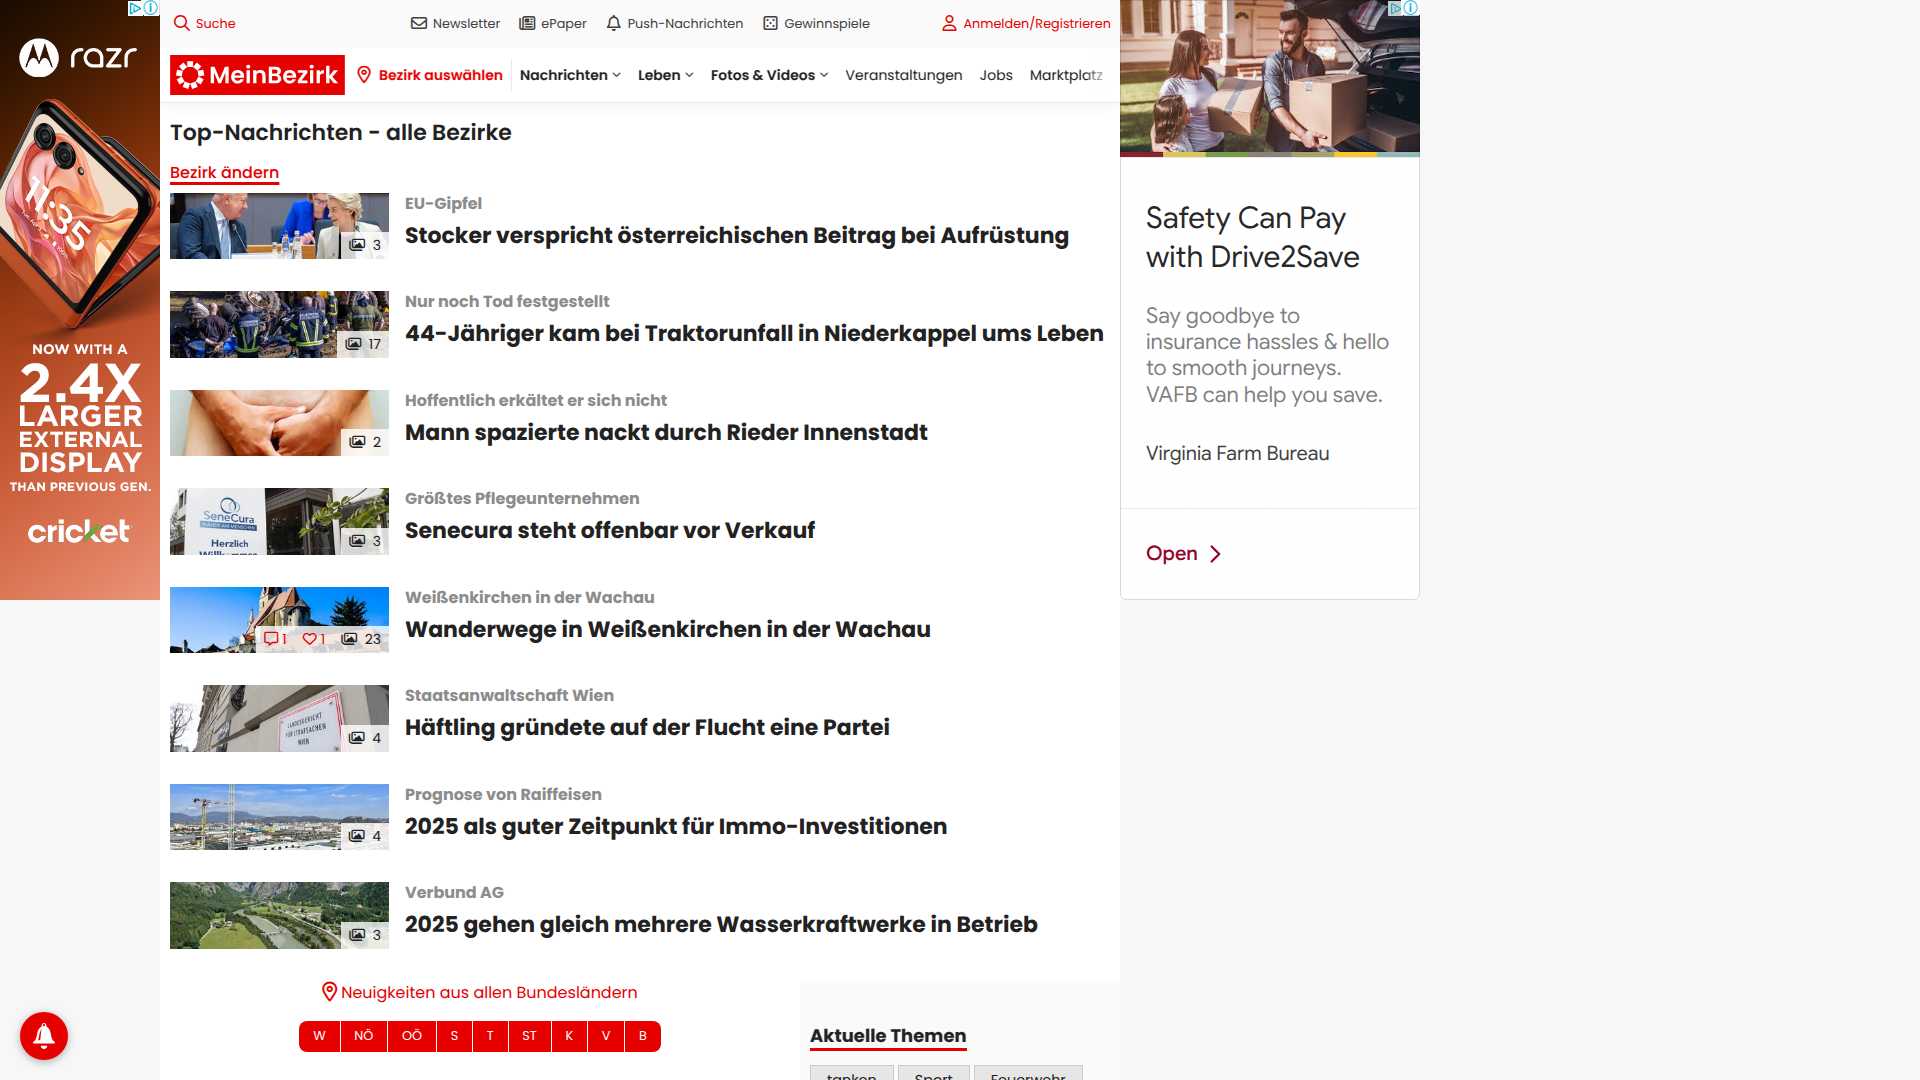 Suche
Newsletter
ePaper
Push-Nachrichten
Gewinnspiele
Anmelden/Registrieren
MeinBezirk
Bezirk auswählen
Nachrichten
Leben
Fotos & Videos
Veranstaltungen
Jobs
Marktplatz
razr
11:35
NOW WITH A
2.4X
LARGER
EXTERNAL
DISPLAY
THAN PREVIOUS GEN.
cricket
Top-Nachrichten - alle Bezirke
Bezirk ändern
3
EU-Gipfel
Stocker verspricht österreichischen Beitrag bei Aufrüstung
17
Nur noch Tod festgestellt
44-Jähriger kam bei Traktorunfall in Niederkappel ums Leben
2
Hoffentlich erkältet er sich nicht
Mann spazierte nackt durch Rieder Innenstadt
SeneCura
Herzlich
Willkommen
3
Größtes Pflegeunternehmen
Senecura steht offenbar vor Verkauf
1 1 23
Weißenkirchen in der Wachau
Wanderwege in Weißenkirchen in der Wachau
LANDESGERICHT
FÜR STRAFSACHEN
WIEN
4
Staatsanwaltschaft Wien
Häftling gründete auf der Flucht eine Partei
4
Prognose von Raiffeisen
2025 als guter Zeitpunkt für Immo-Investitionen
3
Verbund AG
2025 gehen gleich mehrere Wasserkraftwerke in Betrieb
Neuigkeiten aus allen Bundesländern
W NÖ OÖ S T ST K V B
Aktuelle Themen
tanken Sport Feuerwehr
Safety Can Pay
with Drive2Save
Say goodbye to
insurance hassles & hello
to smooth journeys.
VAFB can help you save.
Virginia Farm Bureau
Open